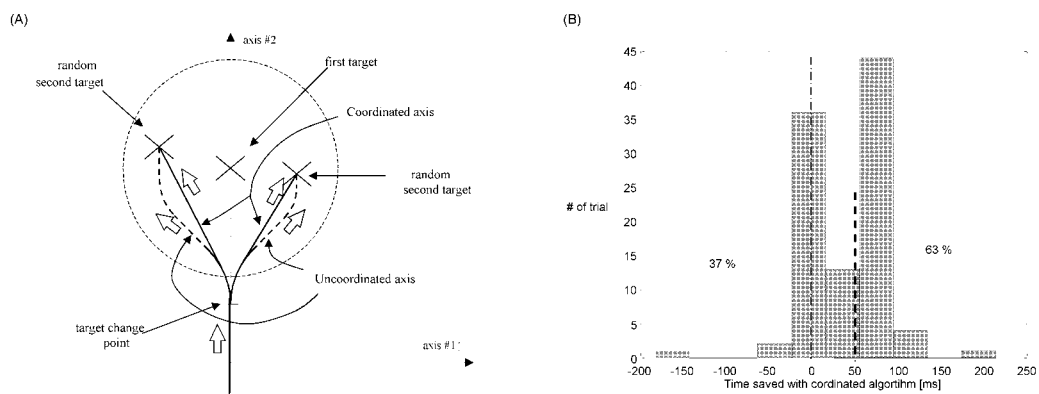 (A)
axis #2
random
second target
first target
Coordinated axis
random
second target
Uncoordinated axis
target change
point
axis #1
(B)
45
40
35
30
25
20
15
10
5
0
# of trial
37 %
63 %
-200 -150 -100 -50 0 50 100 150 200 250
Time saved with cordinated algortihm [ms]